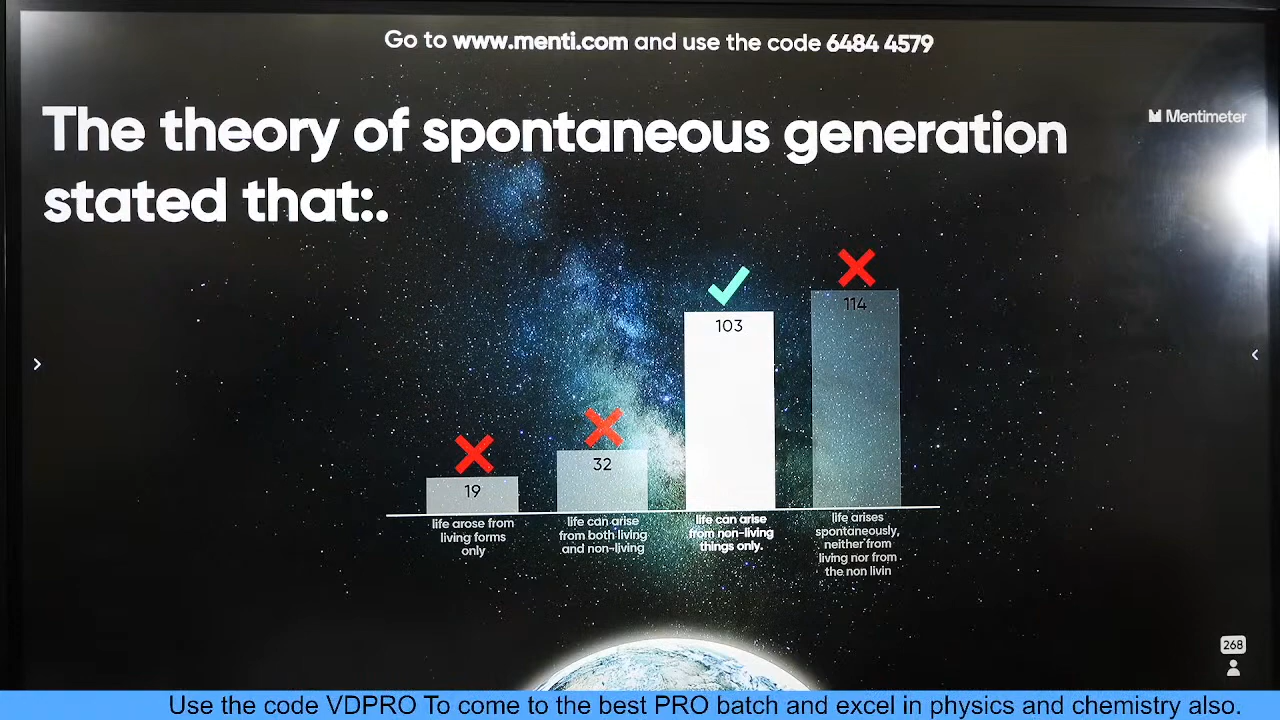 Go to www.menti.com and use the code 6484 4579
Mentimeter
The theory of spontaneous generation
stated that:.
19
32
103
114
life arose from
living forms
only
life can arise
from both living
and non-living
life can arise
from non-living
things only.
life arises
spontaneously,
neither from
living nor from
the non livin
268
Use the code VDPRO To come to the best PRO batch and excel in physics and chemistry also.